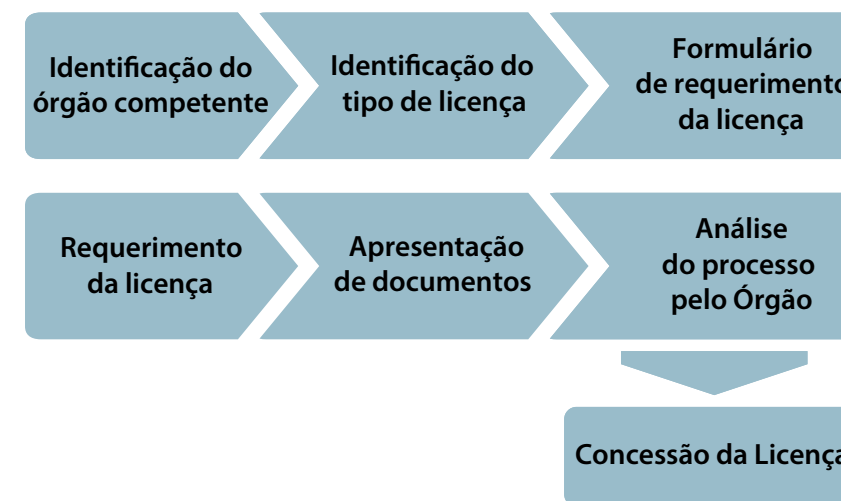 Identificação do
órgão competente
Identificação do
tipo de licença
Formulário
de requerimento
da licença
Requerimento
da licença
Apresentação
de documentos
Análise
do processo
pelo Órgão
Concessão da Licença